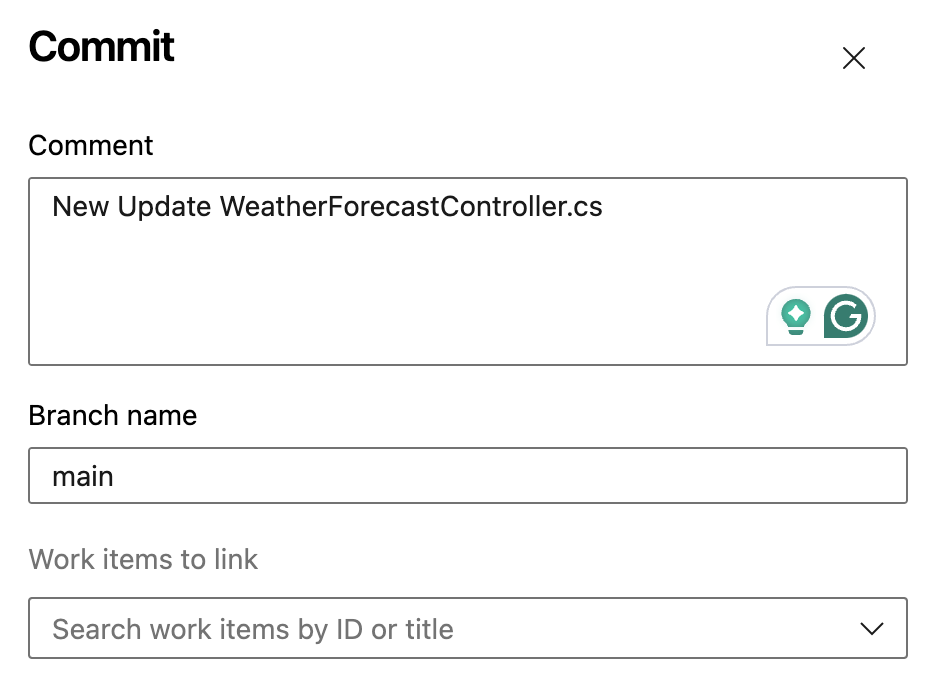 Commit
Comment
New Update WeatherForecastController.cs
Branch name
main
Work items to link
Search work items by ID or title